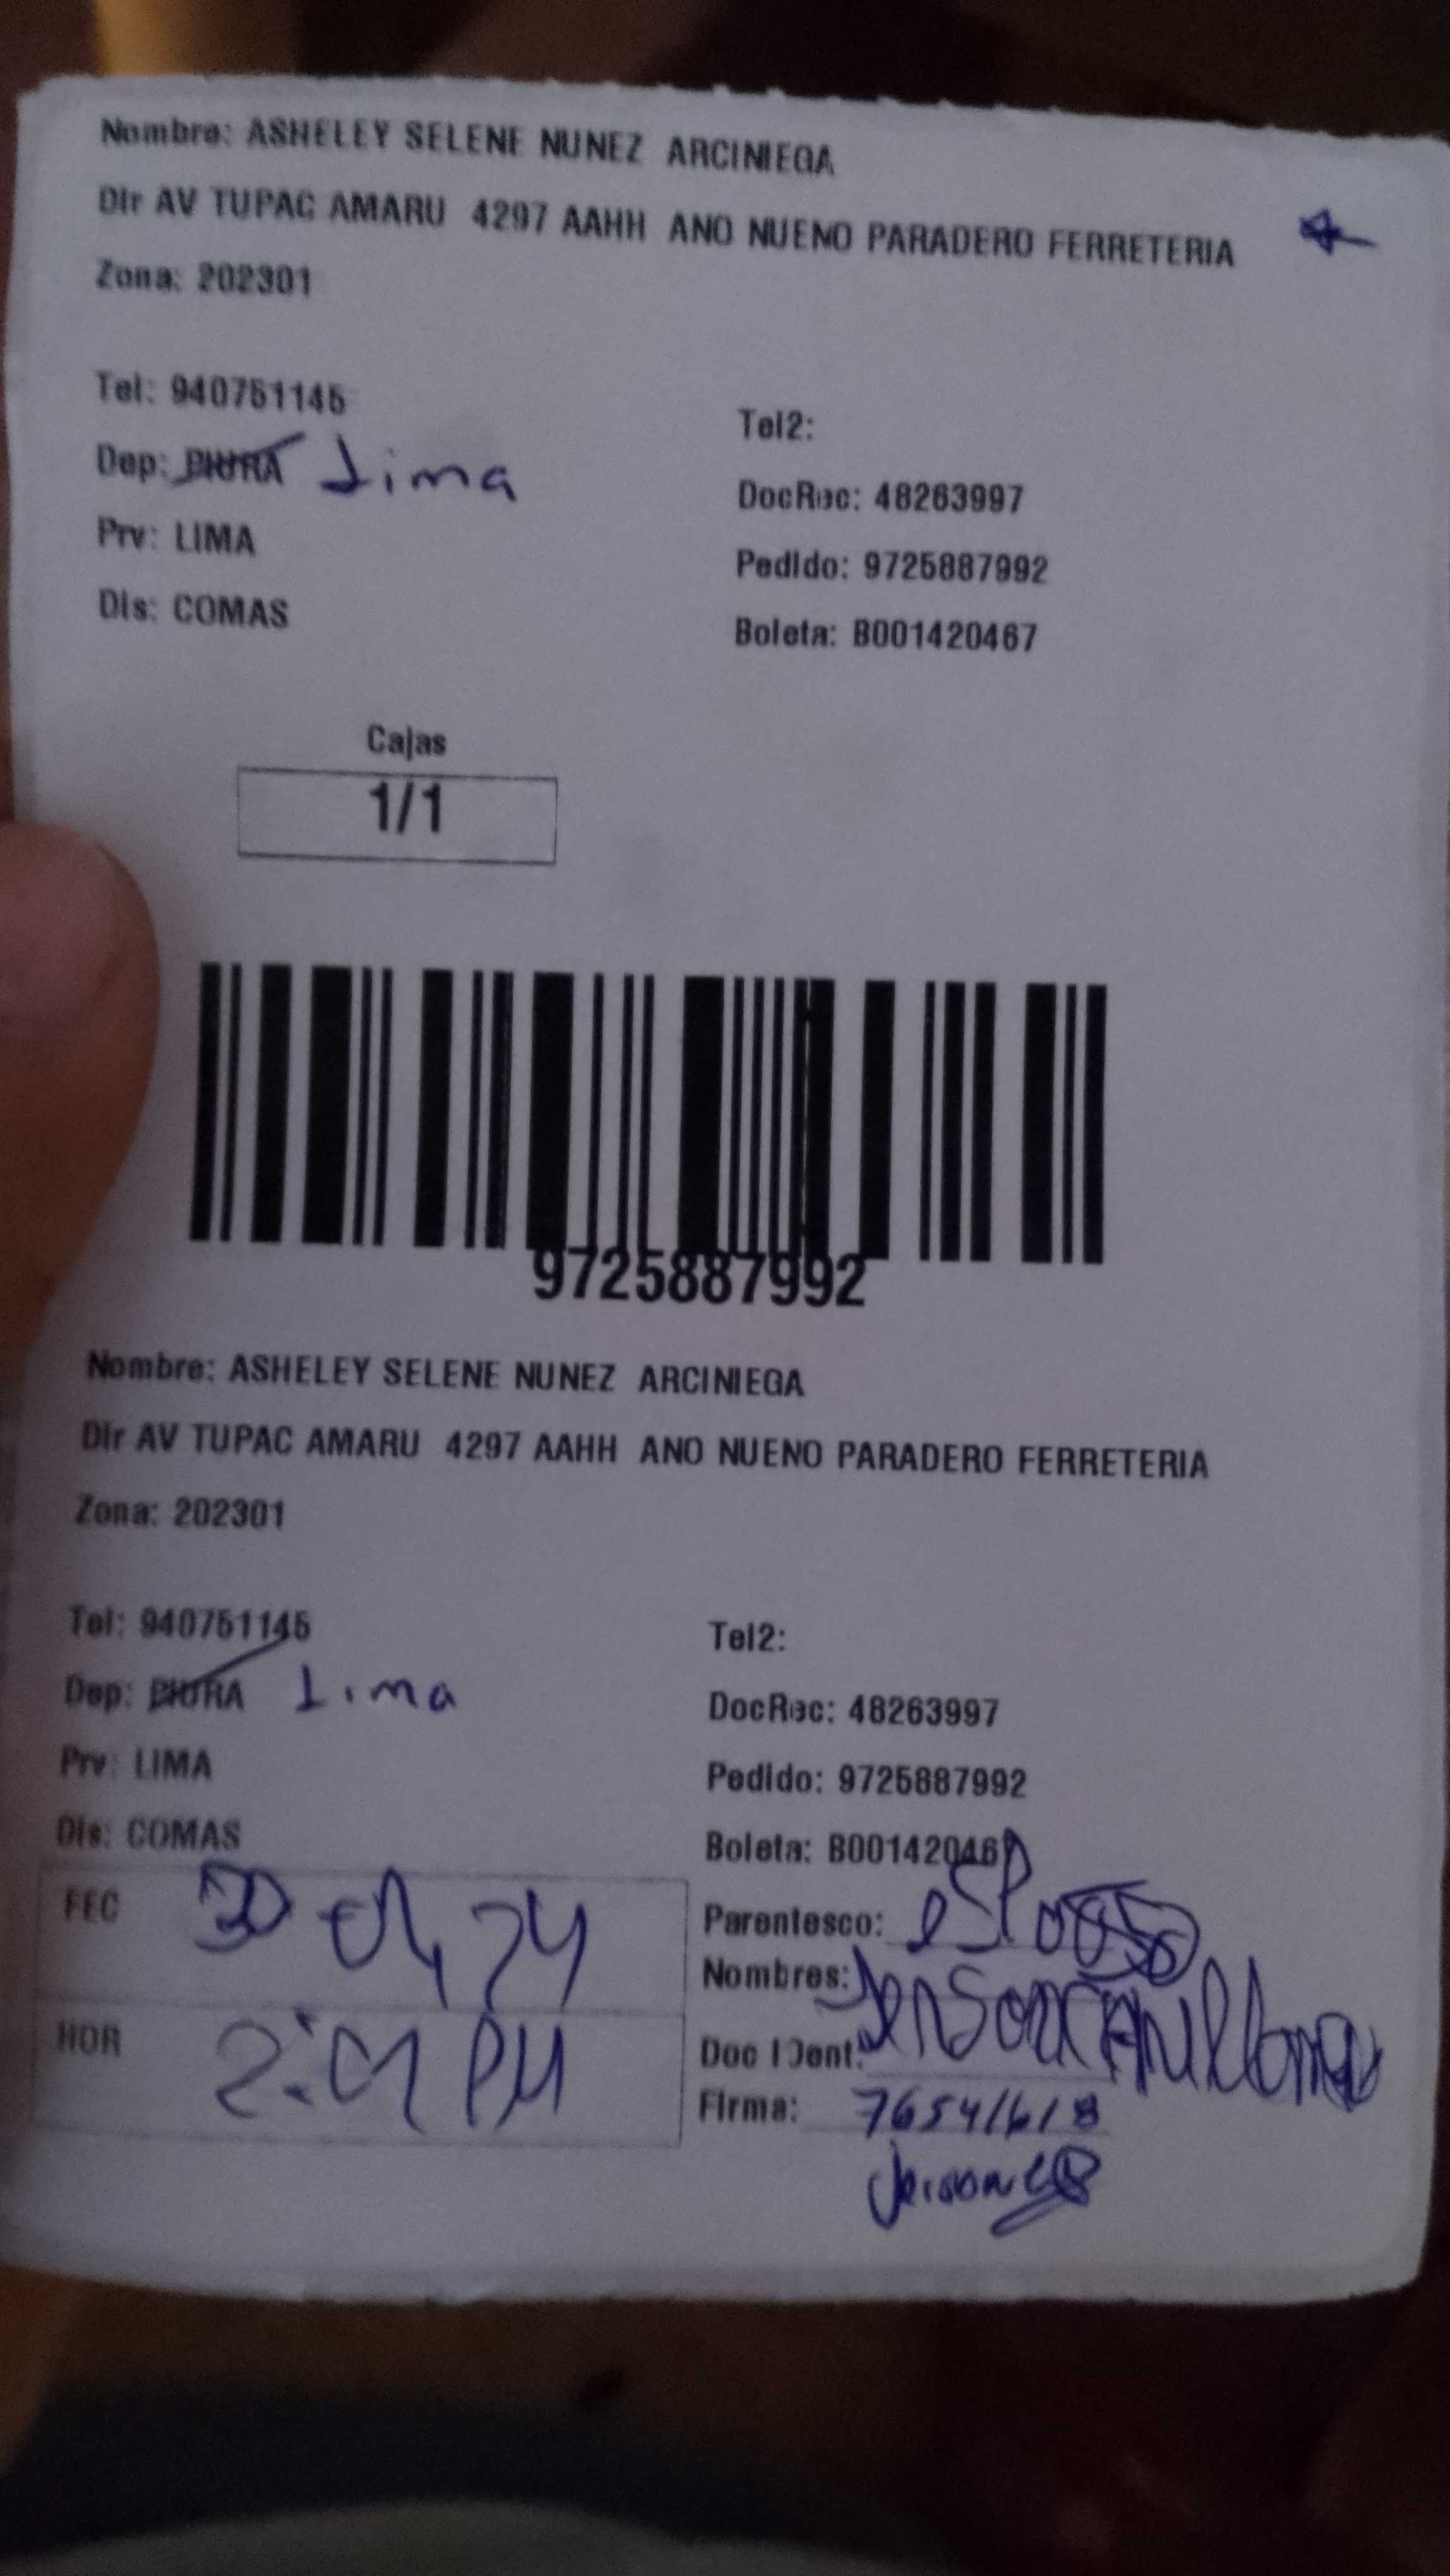 Nombre: ASHELEY SELENE NUNEZ ARCINIEGA
Dir AV TUPAC AMARU 4297 AAHH ANO NUENO PARADERO FERRETERIA
Zona: 202301
Tel: 940751145
Tel2:
Dep: PIURA Lima
DocRec: 48263997
Prv: LIMA
Pedido: 9725887992
Dis: COMAS
Boleta: B001420467
Cajas
1/1
9725887992
Nombre: ASHELEY SELENE NUNEZ ARCINIEGA
Dir AV TUPAC AMARU 4297 AAHH ANO NUENO PARADERO FERRETERIA
Zona: 202301
Tel: 940751145
Tel2:
Dep: PIURA Lima
DocRec: 48263997
Prv: LIMA
Pedido: 9725887992
Dis: COMAS
Boleta: B001420467
FEC
Parentesco: esposo
Nombres:
HOR 2:01 PM
Doc Ident:
Firma: 76541618